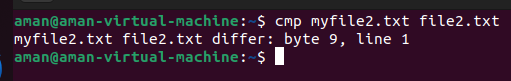 aman@aman-virtual-machine:~$ cmp myfile2.txt file2.txt
myfile2.txt file2.txt differ: byte 9, line 1
aman@aman-virtual-machine:~$